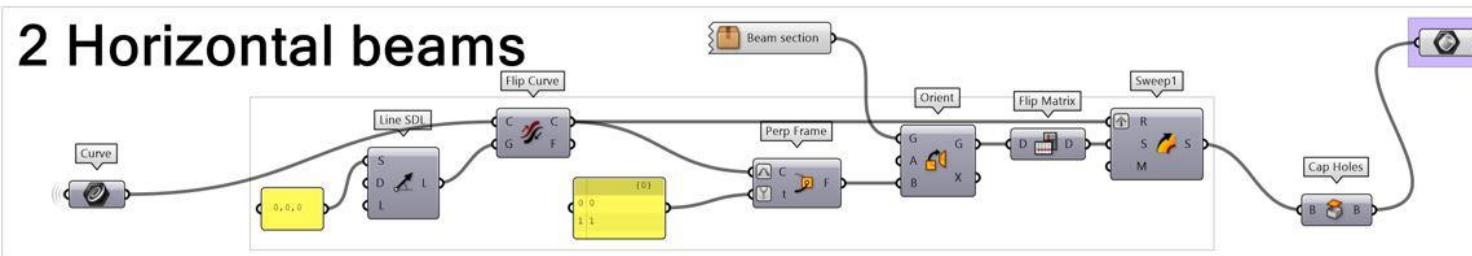 2 Horizontal beams
Beam section
Flip Curve
Sweep1
Orient
Flip Matrix
Line SDL
Perp Frame
Curve
Cap Holes
C C
G F
R
S S
M
G G
A
B X
D D
S
D L
L
C F
t
{0}
0 0
1 1
0,0,0
B B